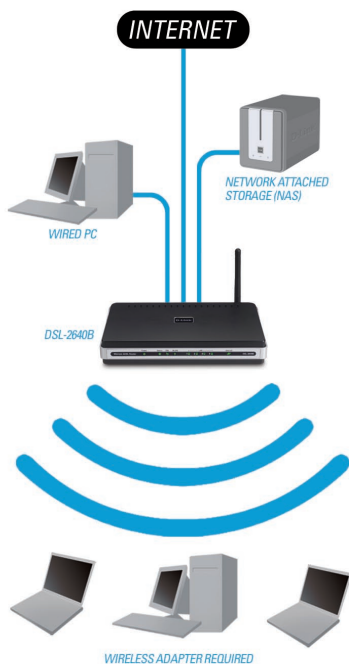 INTERNET
NETWORK ATTACHED
STORAGE (NAS)
WIRED PC
DSL-2640B
WIRELESS ADAPTER REQUIRED